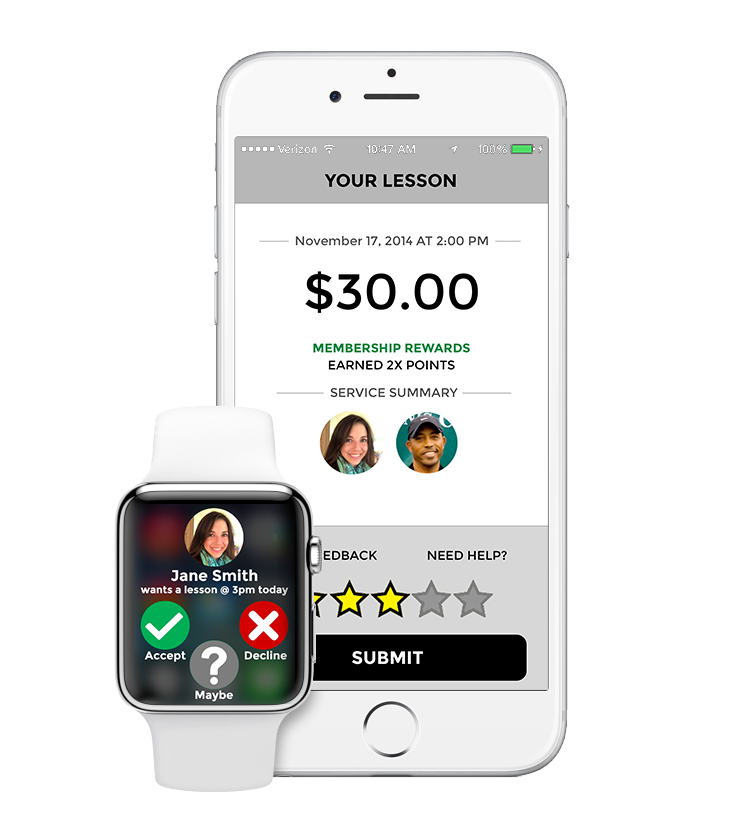 Verizon 10:47 AM 100%
YOUR LESSON
November 17, 2014 AT 2:00 PM
$30.00
MEMBERSHIP REWARDS
EARNED 2X POINTS
SERVICE SUMMARY
EDBACK NEED HELP?
SUBMIT
Jane Smith
wants a lesson @ 3pm today
Accept Decline
?
Maybe